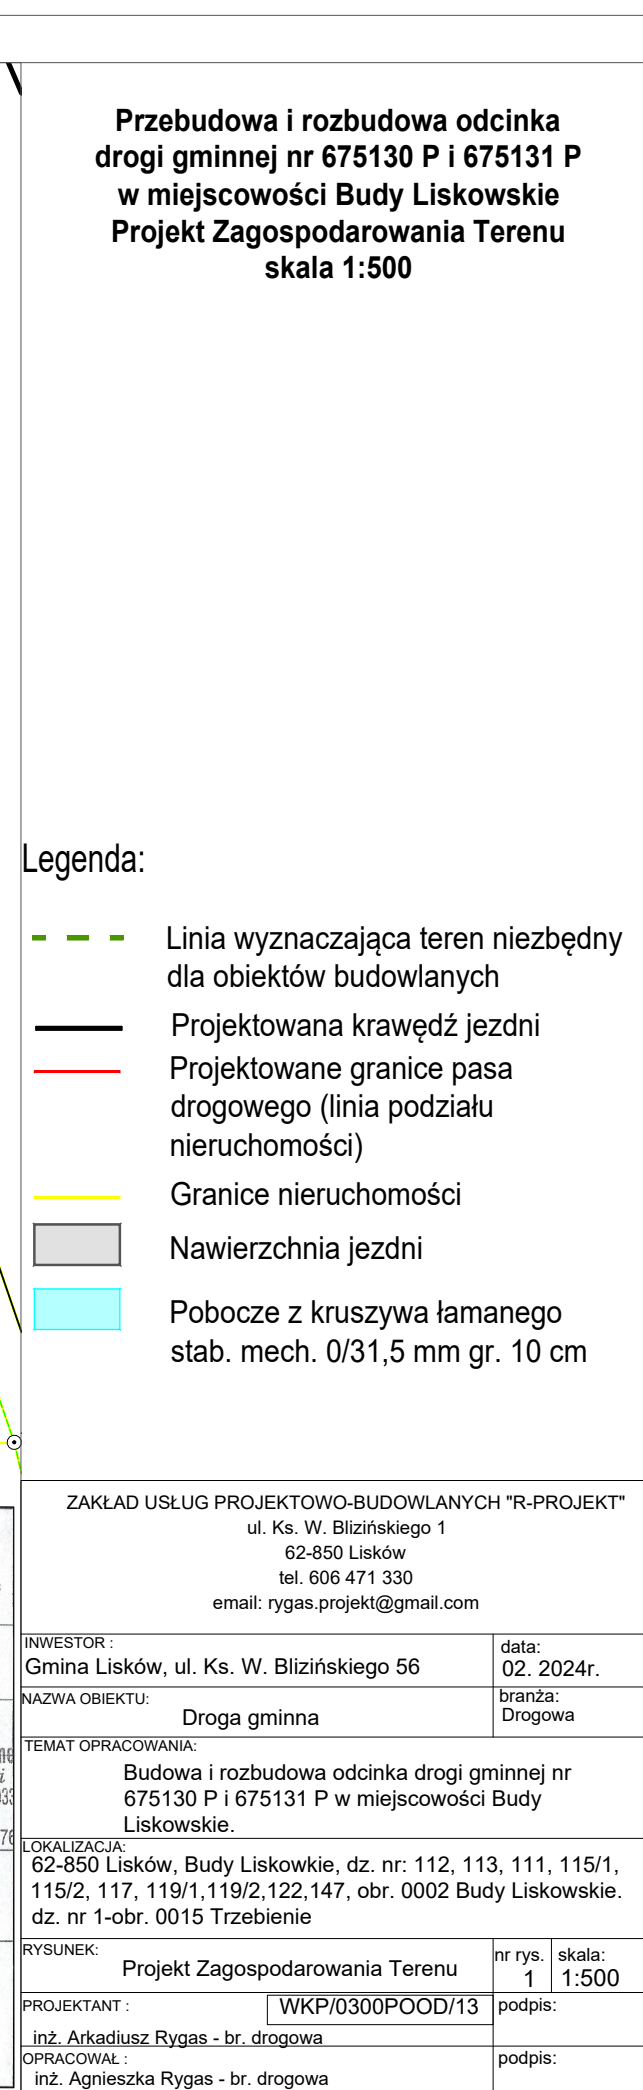 Przebudowa i rozbudowa odcinka
drogi gminnej nr 675130 P i 675131 P
w miejscowości Budy Liskowskie
Projekt Zagospodarowania Terenu
skala 1:500
Legenda:
Linia wyznaczająca teren niezbędny
dla obiektów budowlanych
Projektowana krawędź jezdni
Projektowane granice pasa
drogowego (linia podziału
nieruchomości)
Granice nieruchomości
Nawierzchnia jezdni
Pobocze z kruszywa łamanego
stab. mech. 0/31,5 mm gr. 10 cm
ZAKŁAD USŁUG PROJEKTOWO-BUDOWLANYCH "R-PROJEKT"
ul. Ks. W. Blizińskiego 1
62-850 Lisków
tel. 606 471 330
email: rygas.projekt@gmail.com
INWESTOR :
Gmina Lisków, ul. Ks. W. Blizińskiego 56
data:
02. 2024r.
NAZWA OBIEKTU:
Droga gminna
branża:
Drogowa
TEMAT OPRACOWANIA:
Budowa i rozbudowa odcinka drogi gminnej nr
675130 P i 675131 P w miejscowości Budy
Liskowskie.
LOKALIZACJA:
62-850 Lisków, Budy Liskowkie, dz. nr: 112, 113, 111, 115/1,
115/2, 117, 119/1,119/2,122,147, obr. 0002 Budy Liskowskie.
dz. nr 1-obr. 0015 Trzebienie
RYSUNEK:
Projekt Zagospodarowania Terenu
nr rys.
1
skala:
1:500
PROJEKTANT :
WKP/0300POOD/13
podpis:
inż. Arkadiusz Rygas - br. drogowa
OPRACOWAŁ :
podpis:
inż. Agnieszka Rygas - br. drogowa